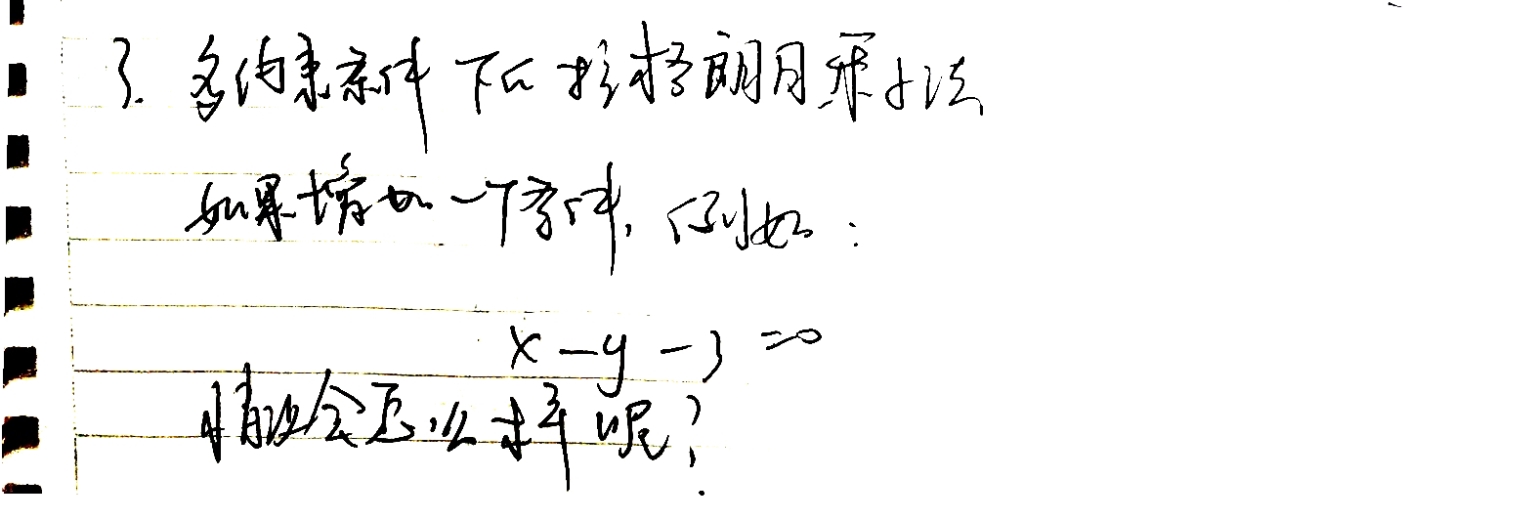 3. 多约束条件下的拉格朗日乘子法
如果增加一个条件，例如：
x - y - 3 = 0
情况会怎么样呢？